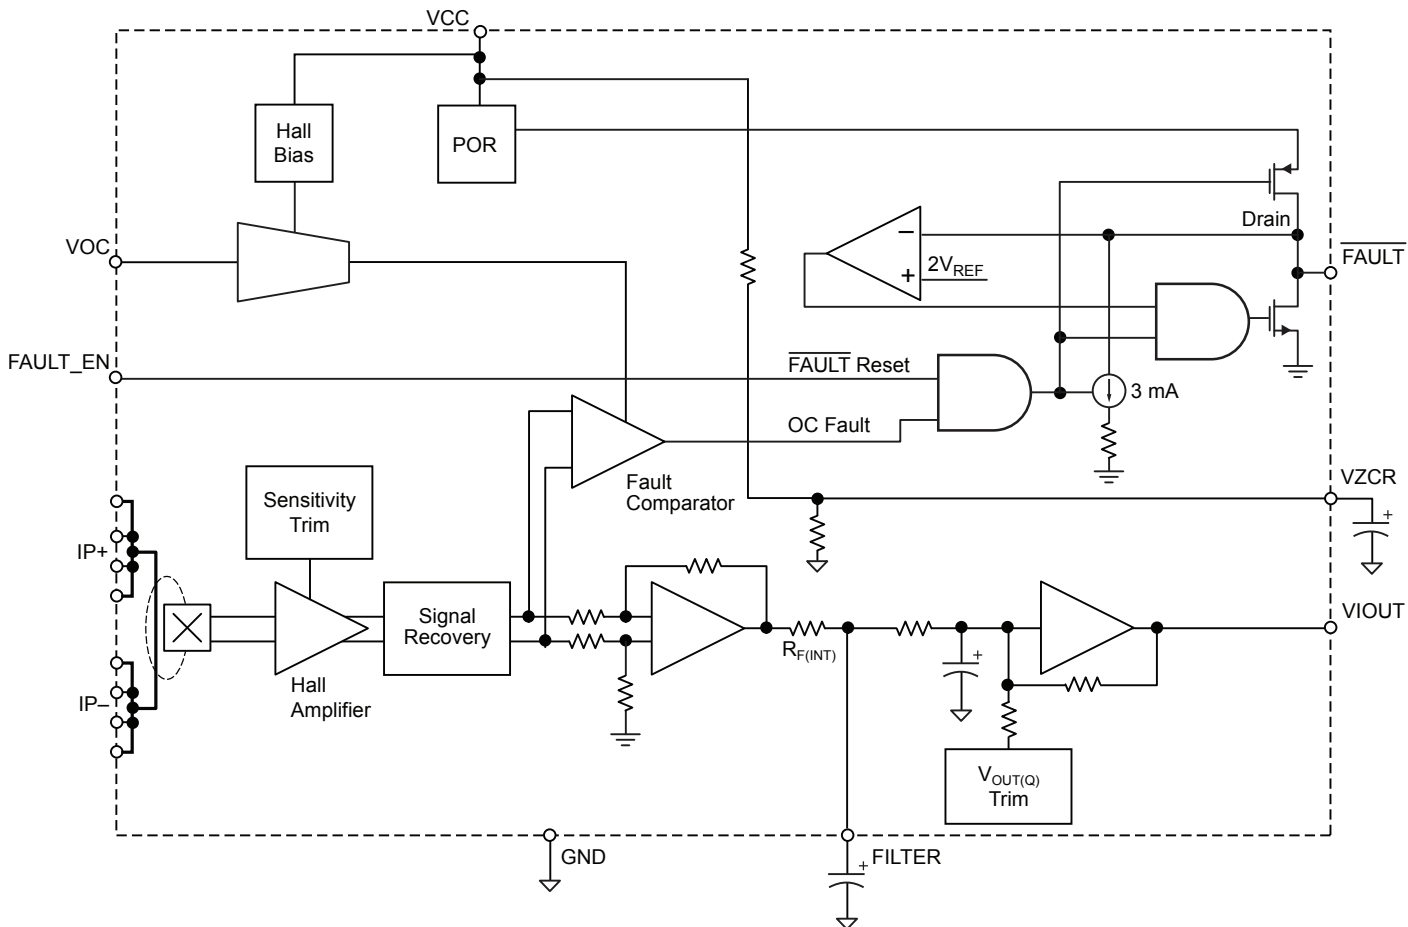 VCC
Hall
Bias
POR
VOC
Drain
FAULT
−
+
2VREF
FAULT_EN
FAULT Reset
3 mA
OC Fault
Fault
Comparator
VZCR
+
Sensitivity
Trim
IP+
Signal
Recovery
VIOUT
RF(INT)
+
Hall
Amplifier
IP–
VOUT(Q)
Trim
GND
FILTER
+